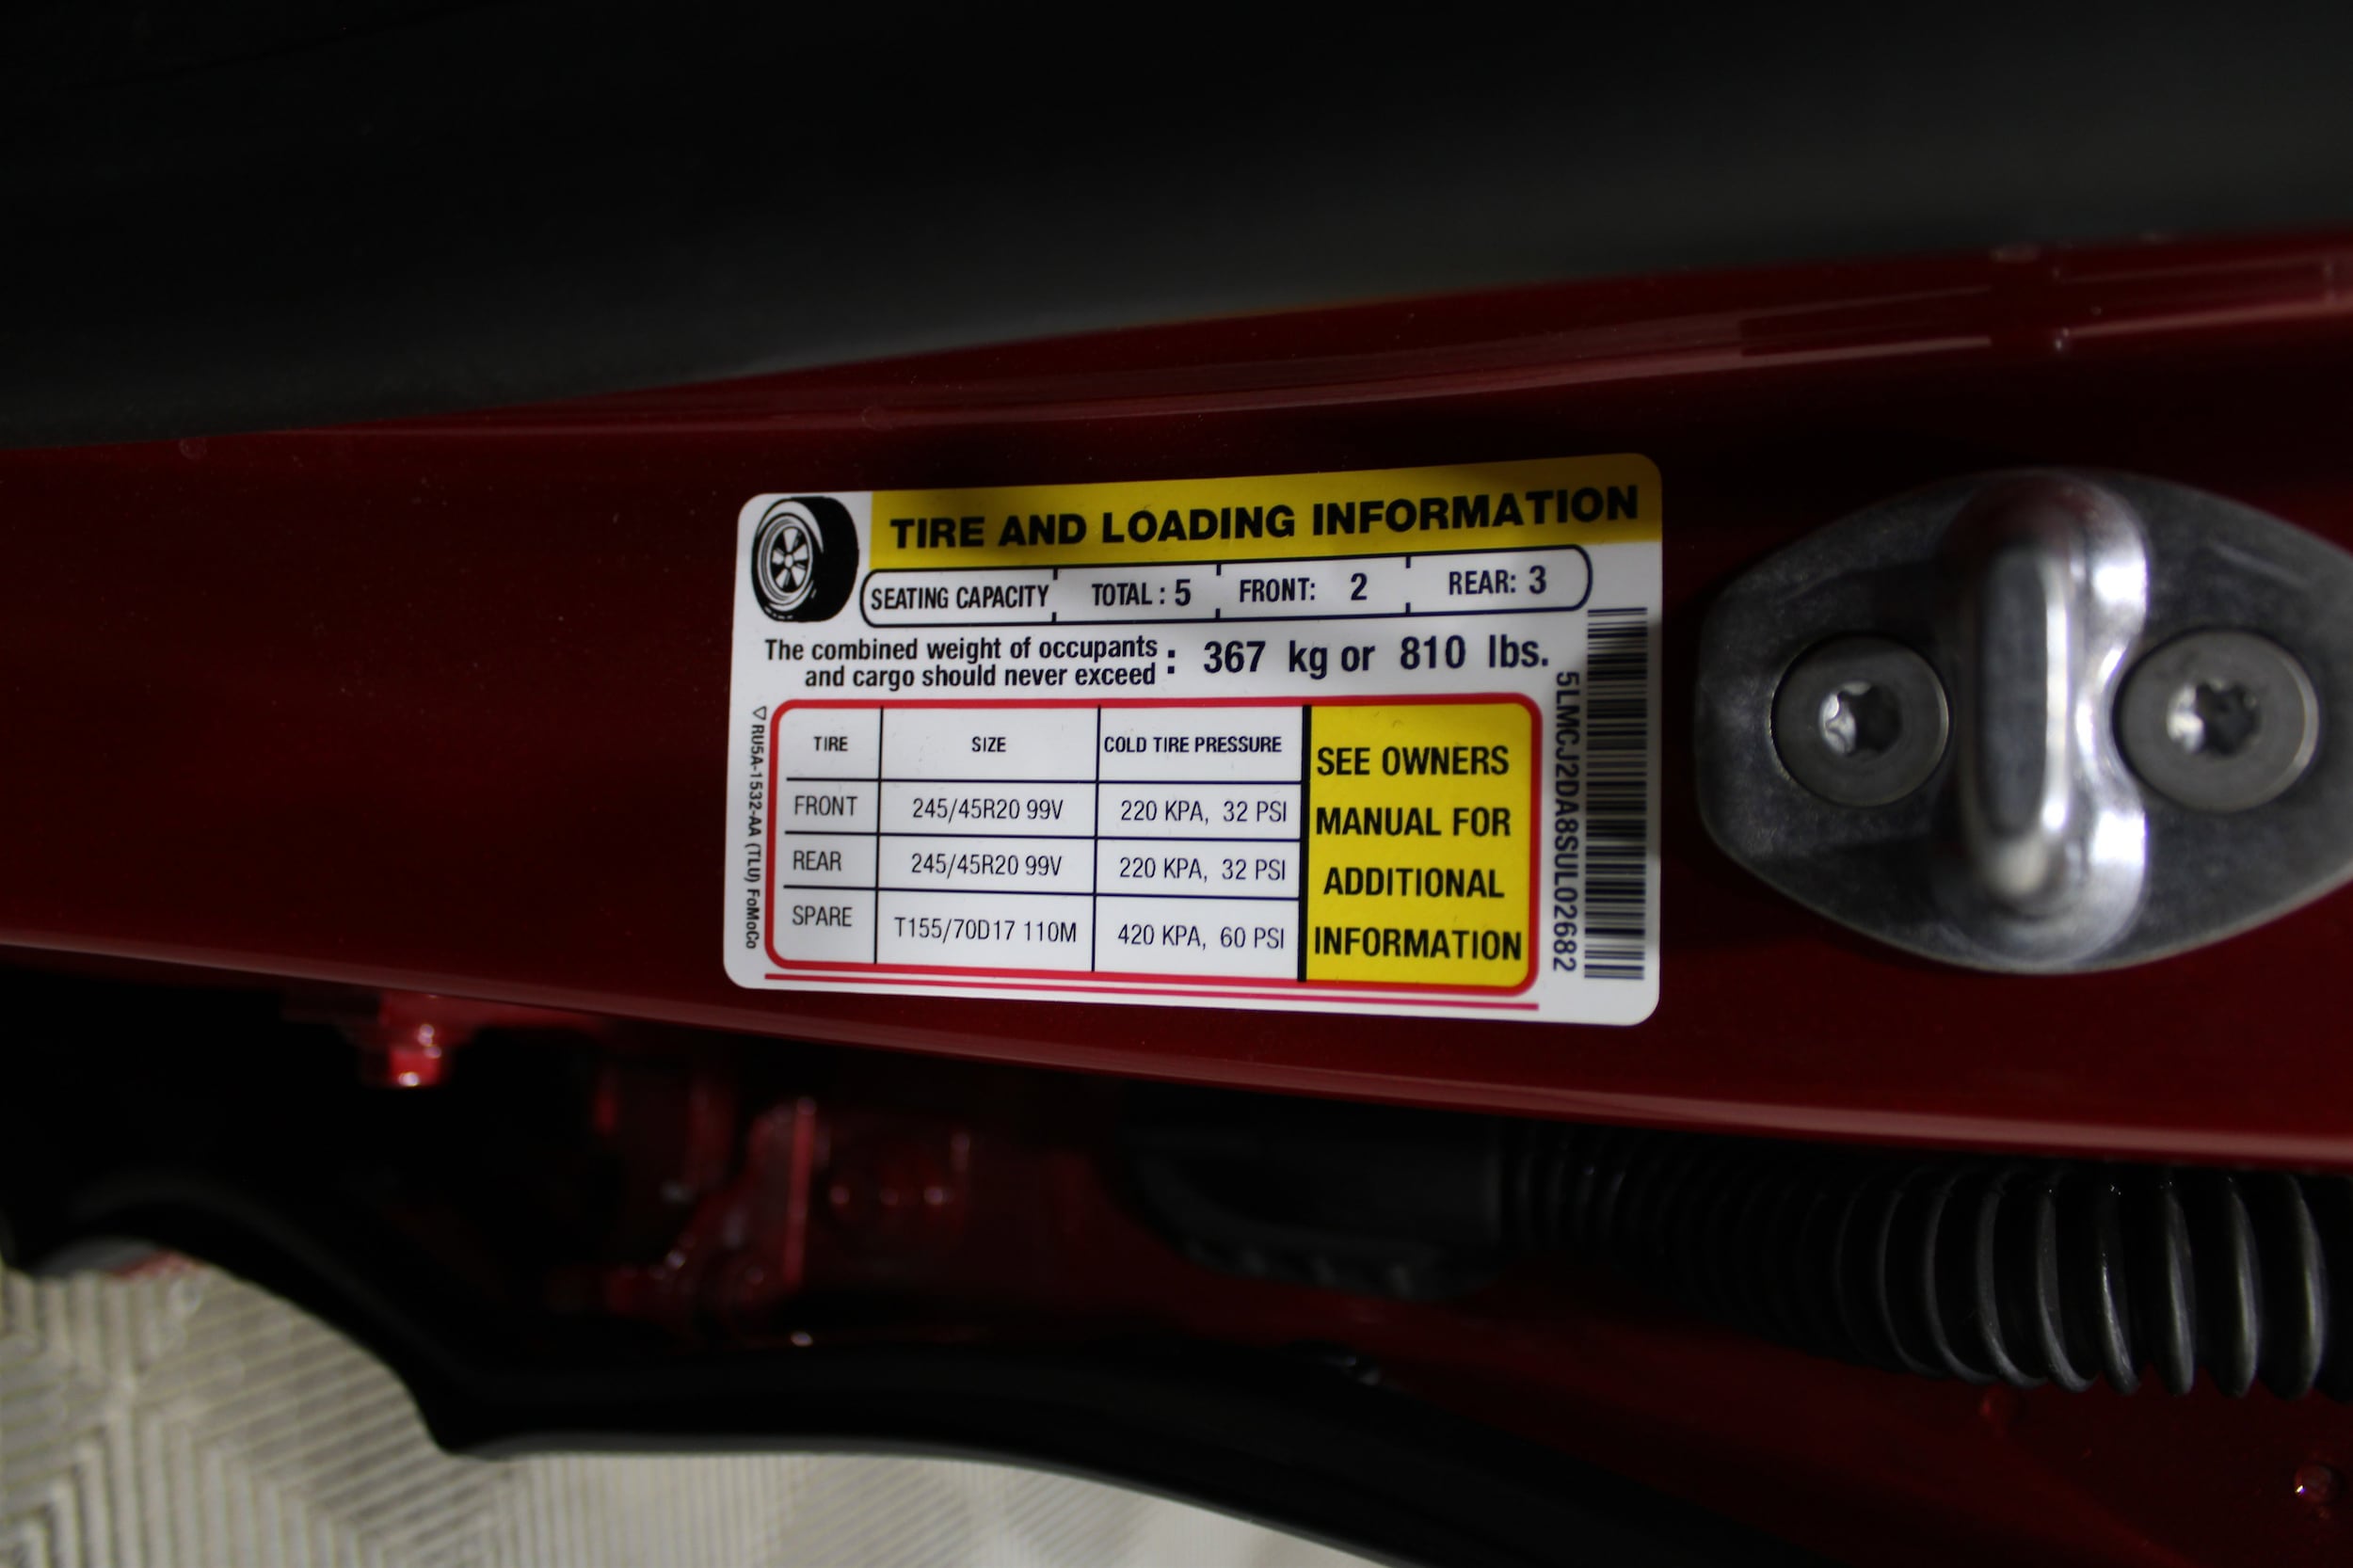 TIRE AND LOADING INFORMATION
SEATING CAPACITY TOTAL : 5 FRONT: 2 REAR: 3
The combined weight of occupants
and cargo should never exceed : 367 kg or 810 lbs.
TIRE SIZE COLD TIRE PRESSURE
FRONT 245/45R20 99V 220 KPA, 32 PSI
REAR 245/45R20 99V 220 KPA, 32 PSI
SPARE T155/70D17 110M 420 KPA, 60 PSI
SEE OWNERS
MANUAL FOR
ADDITIONAL
INFORMATION
5LMCJ2DA8SUL02682
▽RU5A-1532-AA (TLU) FoMoCo